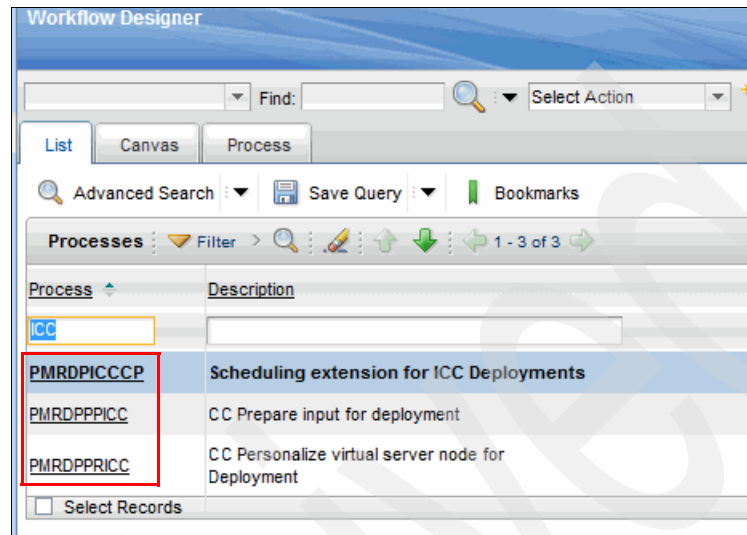 Workflow Designer
Find: Select Action
List Canvas Process
Advanced Search Save Query Bookmarks
Processes Filter > 1 - 3 of 3
Process Description
ICC
PMRDPICCCP Scheduling extension for ICC Deployments
PMRDPPPICC CC Prepare input for deployment
PMRDPPRICC CC Personalize virtual server node for
Deployment
Select Records